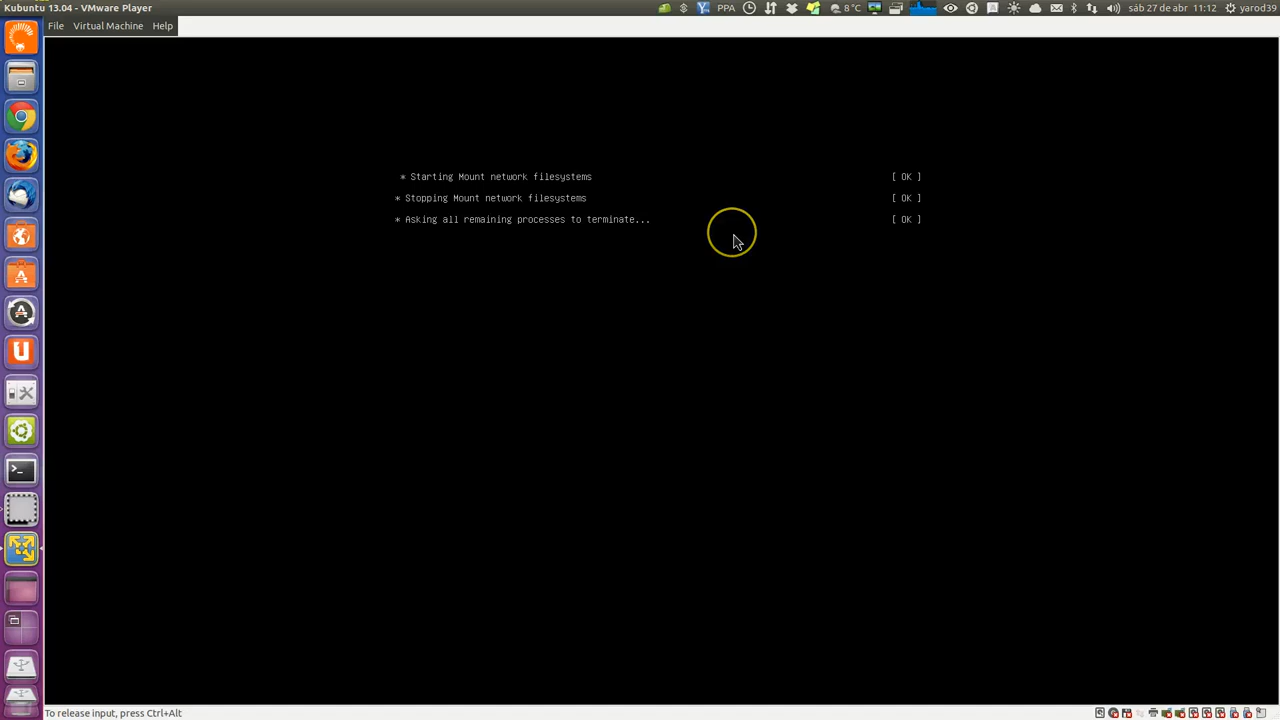 Kubuntu 13.04 - VMware Player
PPA
8°C
sáb 27 de abr
11:12
yarod39
File Virtual Machine Help
* Starting Mount network filesystems [ OK ]
* Stopping Mount network filesystems [ OK ]
* Asking all remaining processes to terminate... [ OK ]
To release input, press Ctrl+Alt